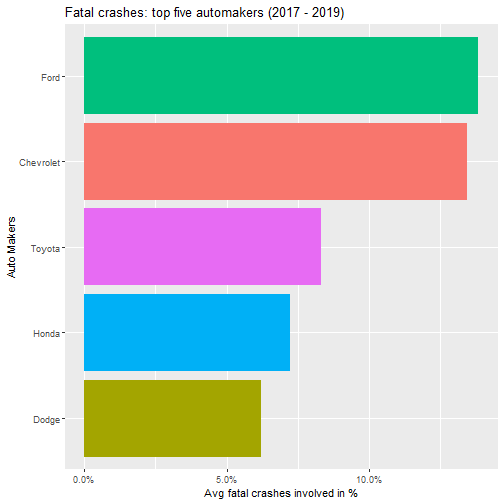 Fatal crashes: top five automakers (2017 - 2019)
Auto Makers
Ford
Chevrolet
Toyota
Honda
Dodge
0.0% 5.0% 10.0%
Avg fatal crashes involved in %